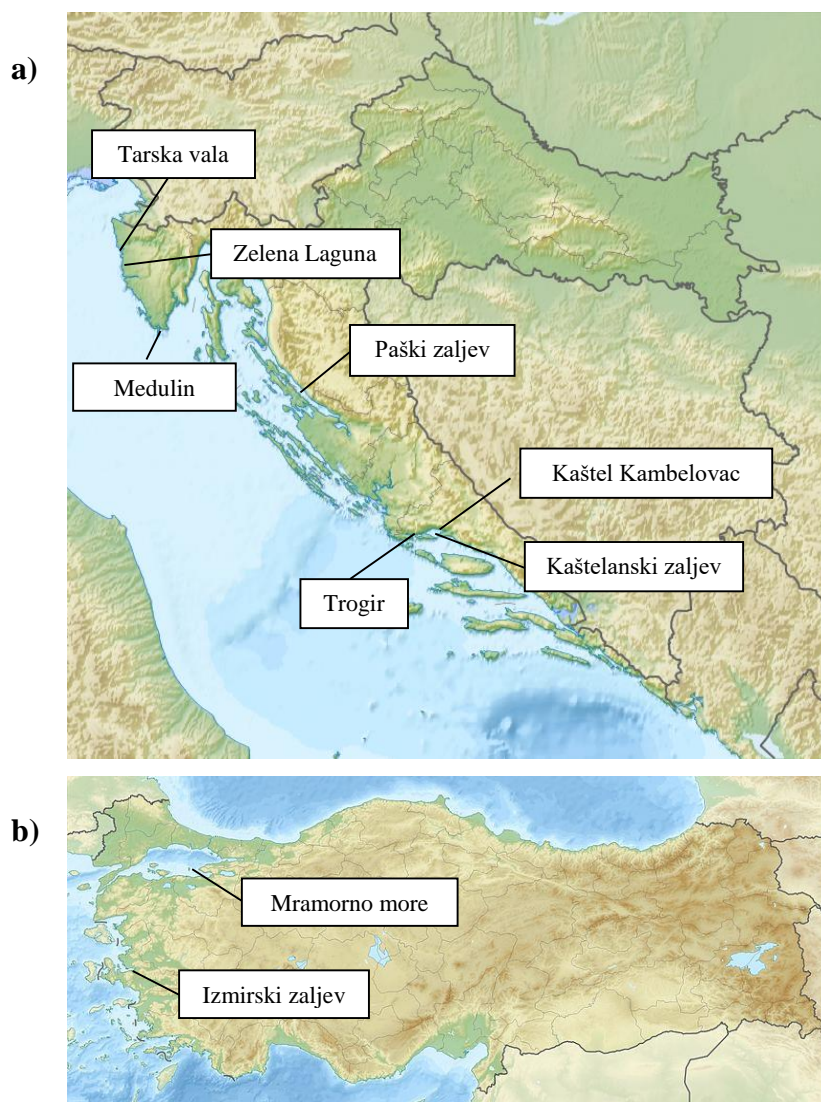 a)
Tarska vala
Zelena Laguna
Paški zaljev
Medulin
Kaštel Kambelovac
Kaštelanski zaljev
Trogir
b)
Mramorno more
Izmirski zaljev